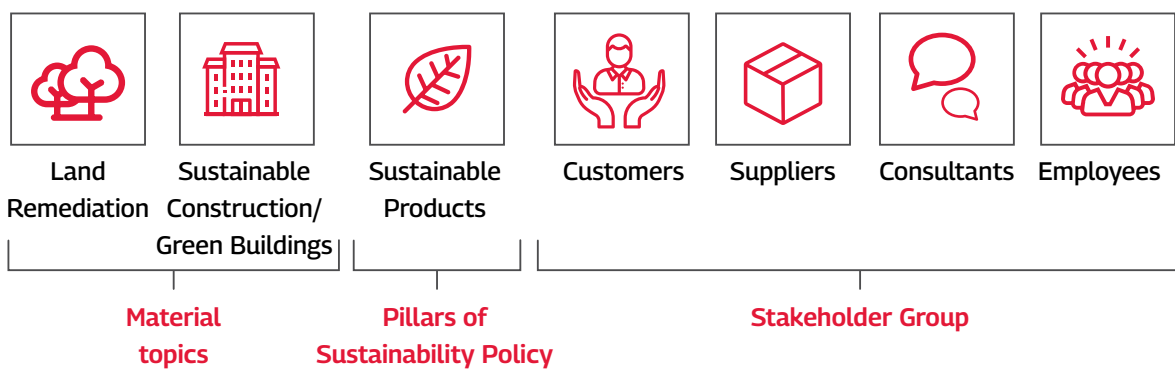 Land
Remediation
Sustainable
Construction/
Green Buildings
Sustainable
Products
Customers
Suppliers
Consultants
Employees
Material
topics
Pillars of
Sustainability Policy
Stakeholder Group